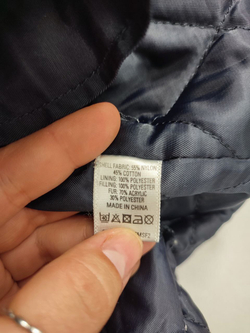 SHELL FABRIC: 55% NYLON
45% COTTON
LINING: 100% POLYESTER
FILLING: 100% POLYESTER
FUR: 70% ACRYLIC
30% POLYESTER
MADE IN CHINA